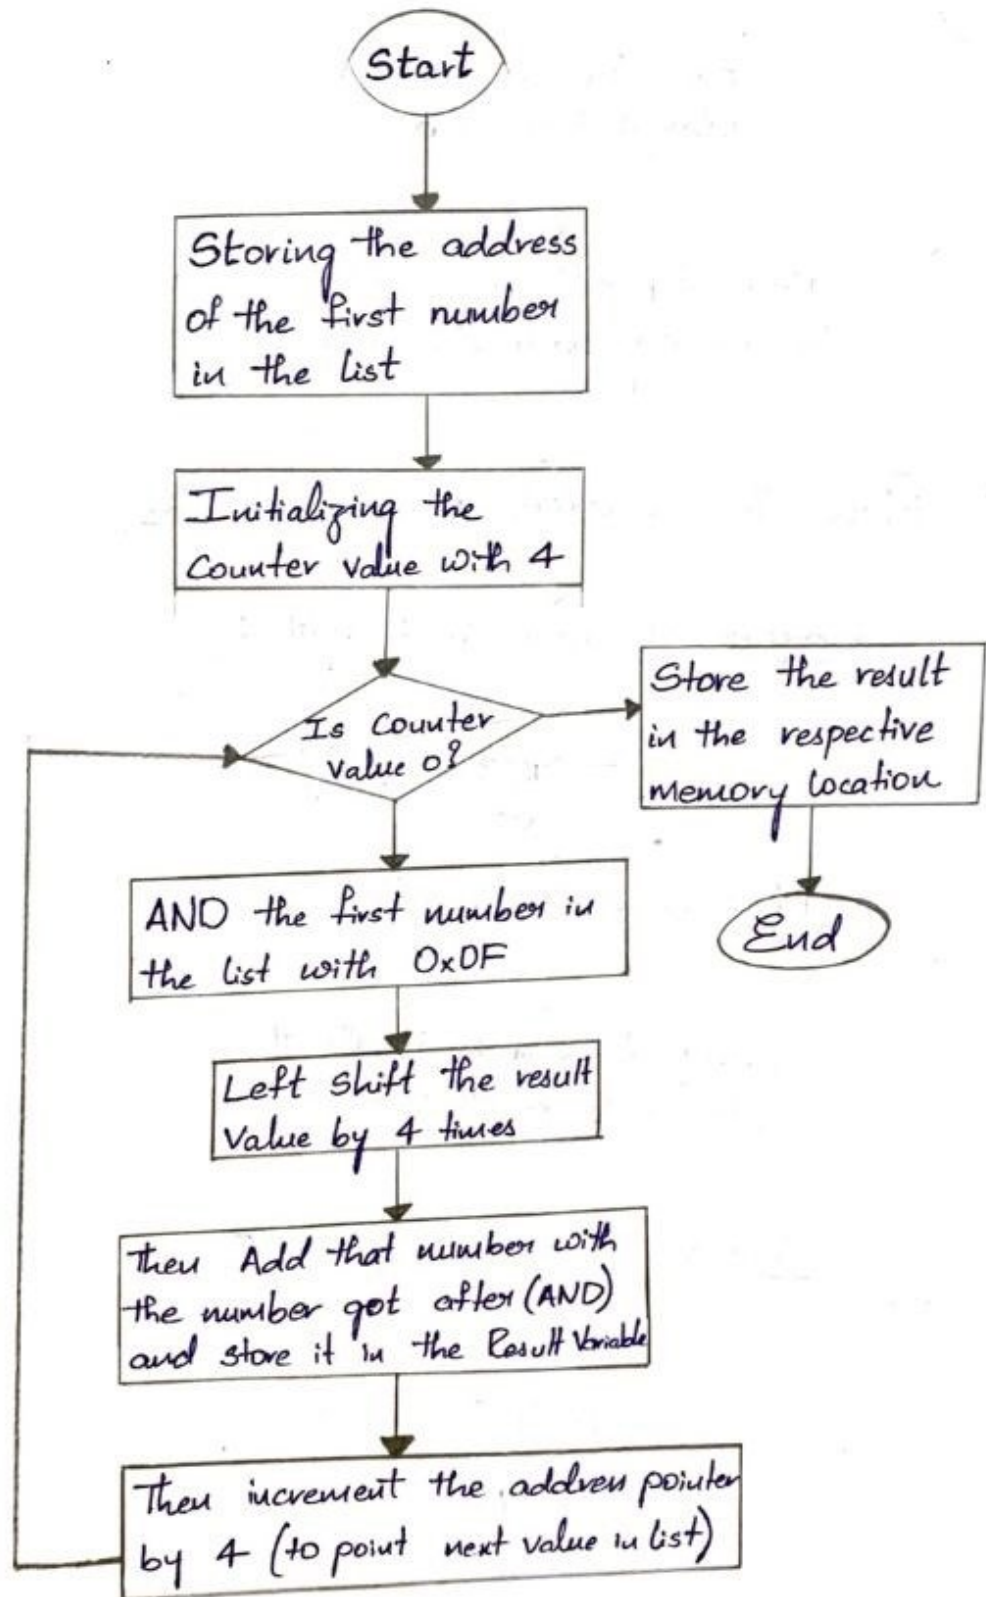 Start
Storing the address
of the first number
in the list
Initializing the
Counter value with 4
Is Counter
value 0?
Store the result
in the respective
memory location
End
AND the first number in
the list with 0x0F
Left shift the result
Value by 4 times
Then Add that number with
the number got after (AND)
and store it in the Result Variable
Then increment the addres pointer
by 4 (to point next value in list)